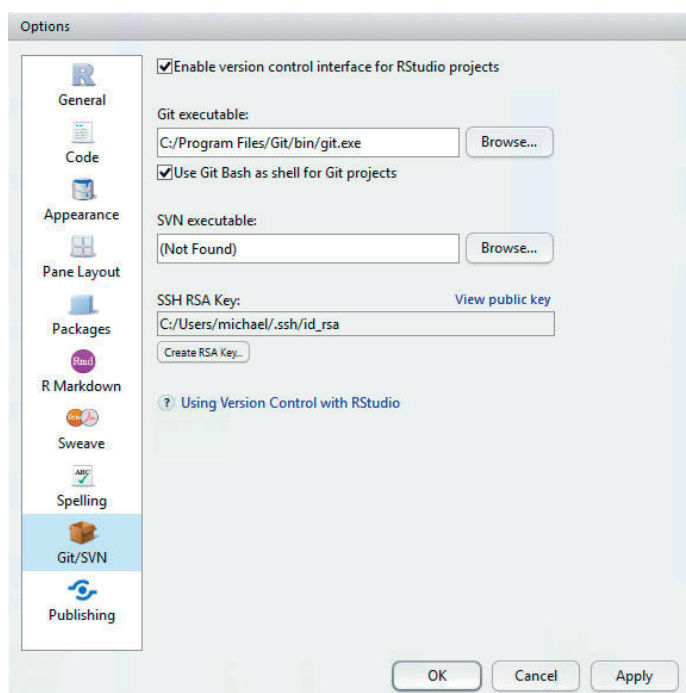 Options
General
Code
Appearance
Pane Layout
Packages
Rmd
R Markdown
Sweave
ABC
Spelling
Git/SVN
Publishing
Enable version control interface for RStudio projects
Git executable:
C:/Program Files/Git/bin/git.exe
Browse...
Use Git Bash as shell for Git projects
SVN executable:
(Not Found)
Browse...
SSH RSA Key:
View public key
C:/Users/michael/.ssh/id_rsa
Create RSA Key...
? Using Version Control with RStudio
OK
Cancel
Apply